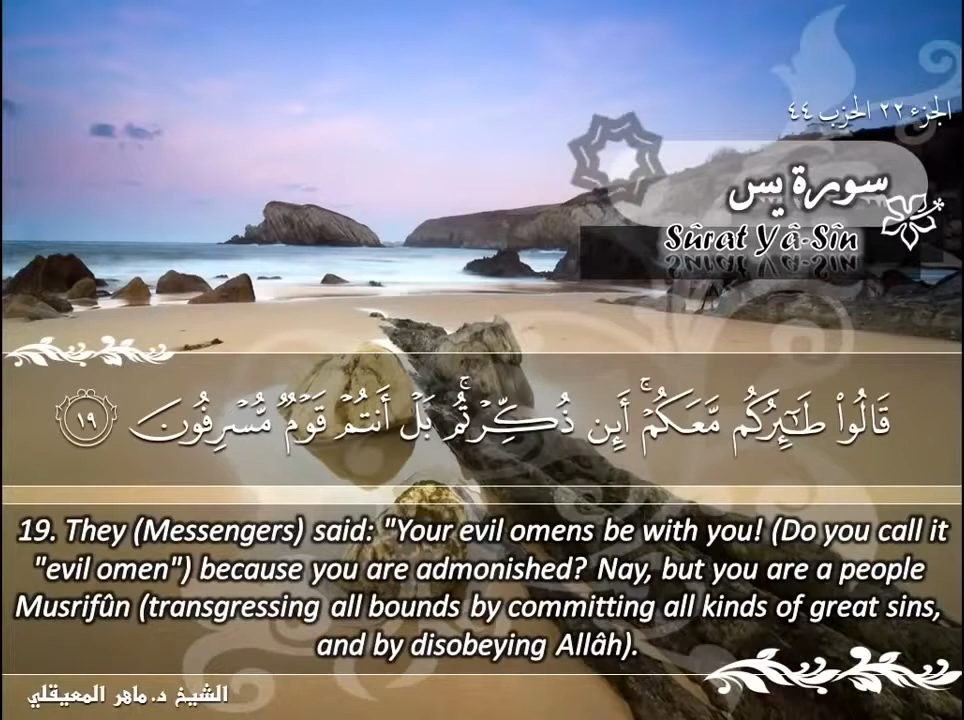 الجزء ٢٢ الحزب ٤٤
سورة يس
Sûrat Yâ-Sîn
قَالُوا۟ طَـٰٓئِرُكُم مَّعَكُمْ ۚ أَئِن ذُكِّرْتُم ۚ بَلْ أَنتُمْ قَوْمٌ مُّسْرِفُونَ ١٩
19. They (Messengers) said: "Your evil omens be with you! (Do you call it
"evil omen") because you are admonished? Nay, but you are a people
Musrifûn (transgressing all bounds by committing all kinds of great sins,
and by disobeying Allâh).
الشيخ د. ماهر المعيقلي